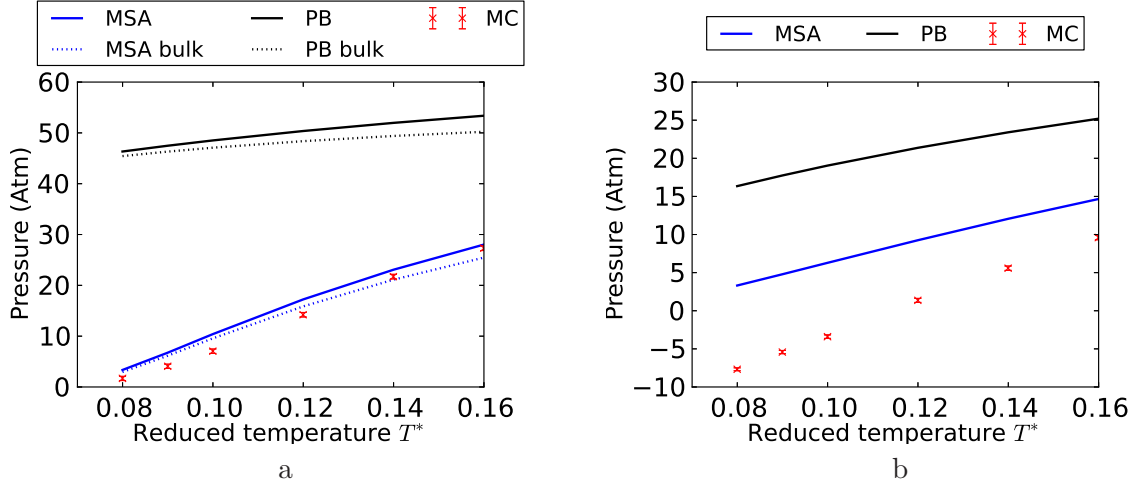 MSA PB MC
MSA bulk PB bulk
60
50
40
30
20
10
0
Pressure (Atm)
0.08 0.10 0.12 0.14 0.16
Reduced temperature T*
a
MSA PB MC
30
25
20
15
10
5
0
−5
−10
Pressure (Atm)
0.08 0.10 0.12 0.14 0.16
Reduced temperature T*
b